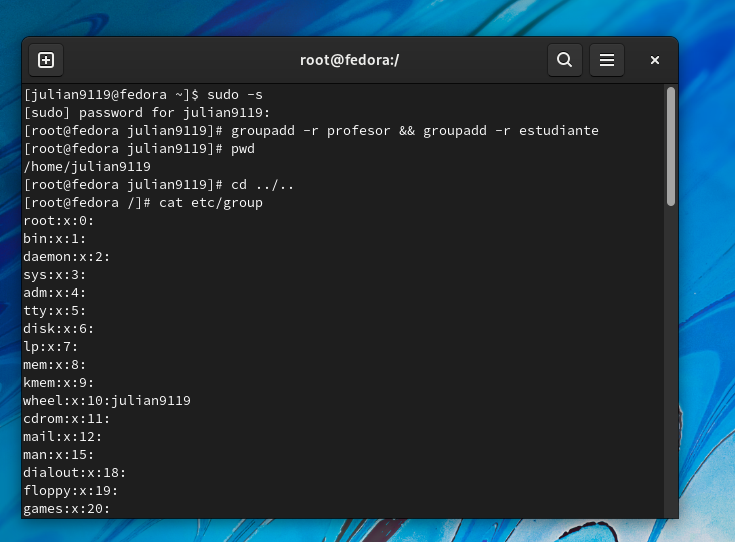 root@fedora:/
[julian9119@fedora ~]$ sudo -s
[sudo] password for julian9119:
[root@fedora julian9119]# groupadd -r profesor && groupadd -r estudiante
[root@fedora julian9119]# pwd
/home/julian9119
[root@fedora julian9119]# cd ../..
[root@fedora /]# cat etc/group
root:x:0:
bin:x:1:
daemon:x:2:
sys:x:3:
adm:x:4:
tty:x:5:
disk:x:6:
lp:x:7:
mem:x:8:
kmem:x:9:
wheel:x:10:julian9119
cdrom:x:11:
mail:x:12:
man:x:15:
dialout:x:18:
floppy:x:19:
games:x:20: